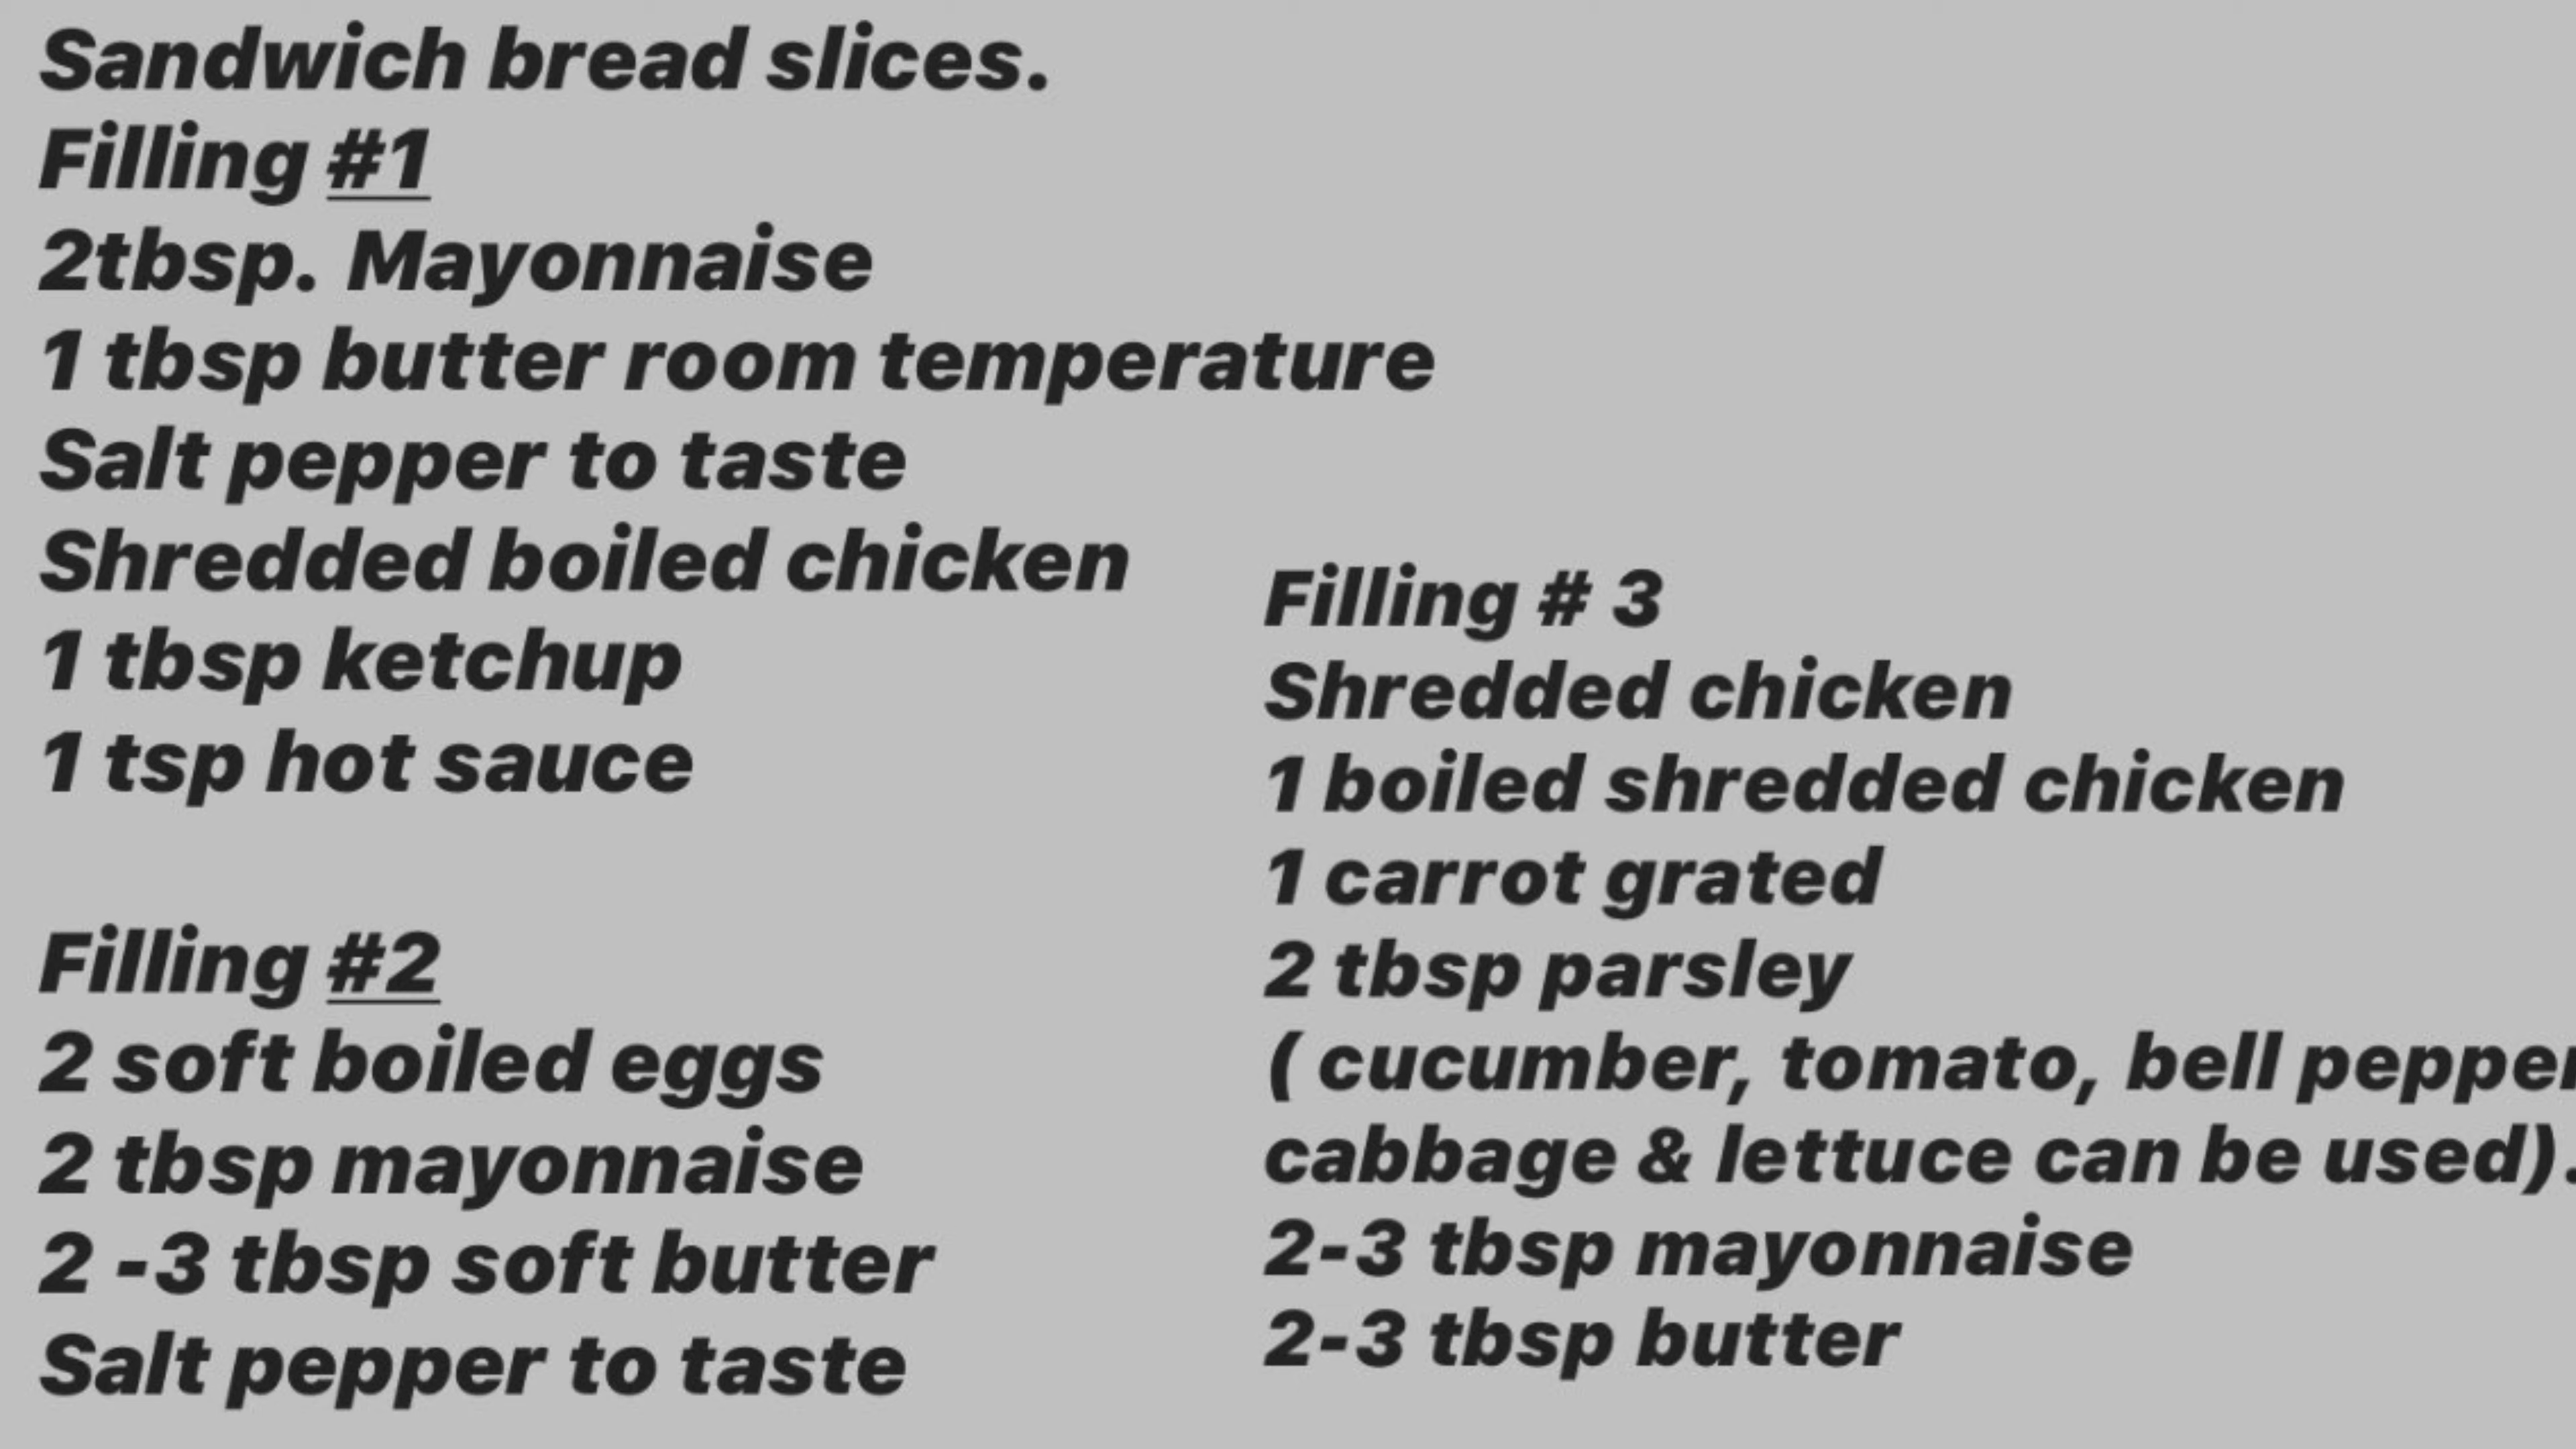 Sandwich bread slices.
Filling #1
2tbsp. Mayonnaise
1 tbsp butter room temperature
Salt pepper to taste
Shredded boiled chicken
1 tbsp ketchup
1 tsp hot sauce
Filling #2
2 soft boiled eggs
2 tbsp mayonnaise
2 -3 tbsp soft butter
Salt pepper to taste
Filling # 3
Shredded chicken
1 boiled shredded chicken
1 carrot grated
2 tbsp parsley
( cucumber, tomato, bell pepper
cabbage & lettuce can be used).
2-3 tbsp mayonnaise
2-3 tbsp butter